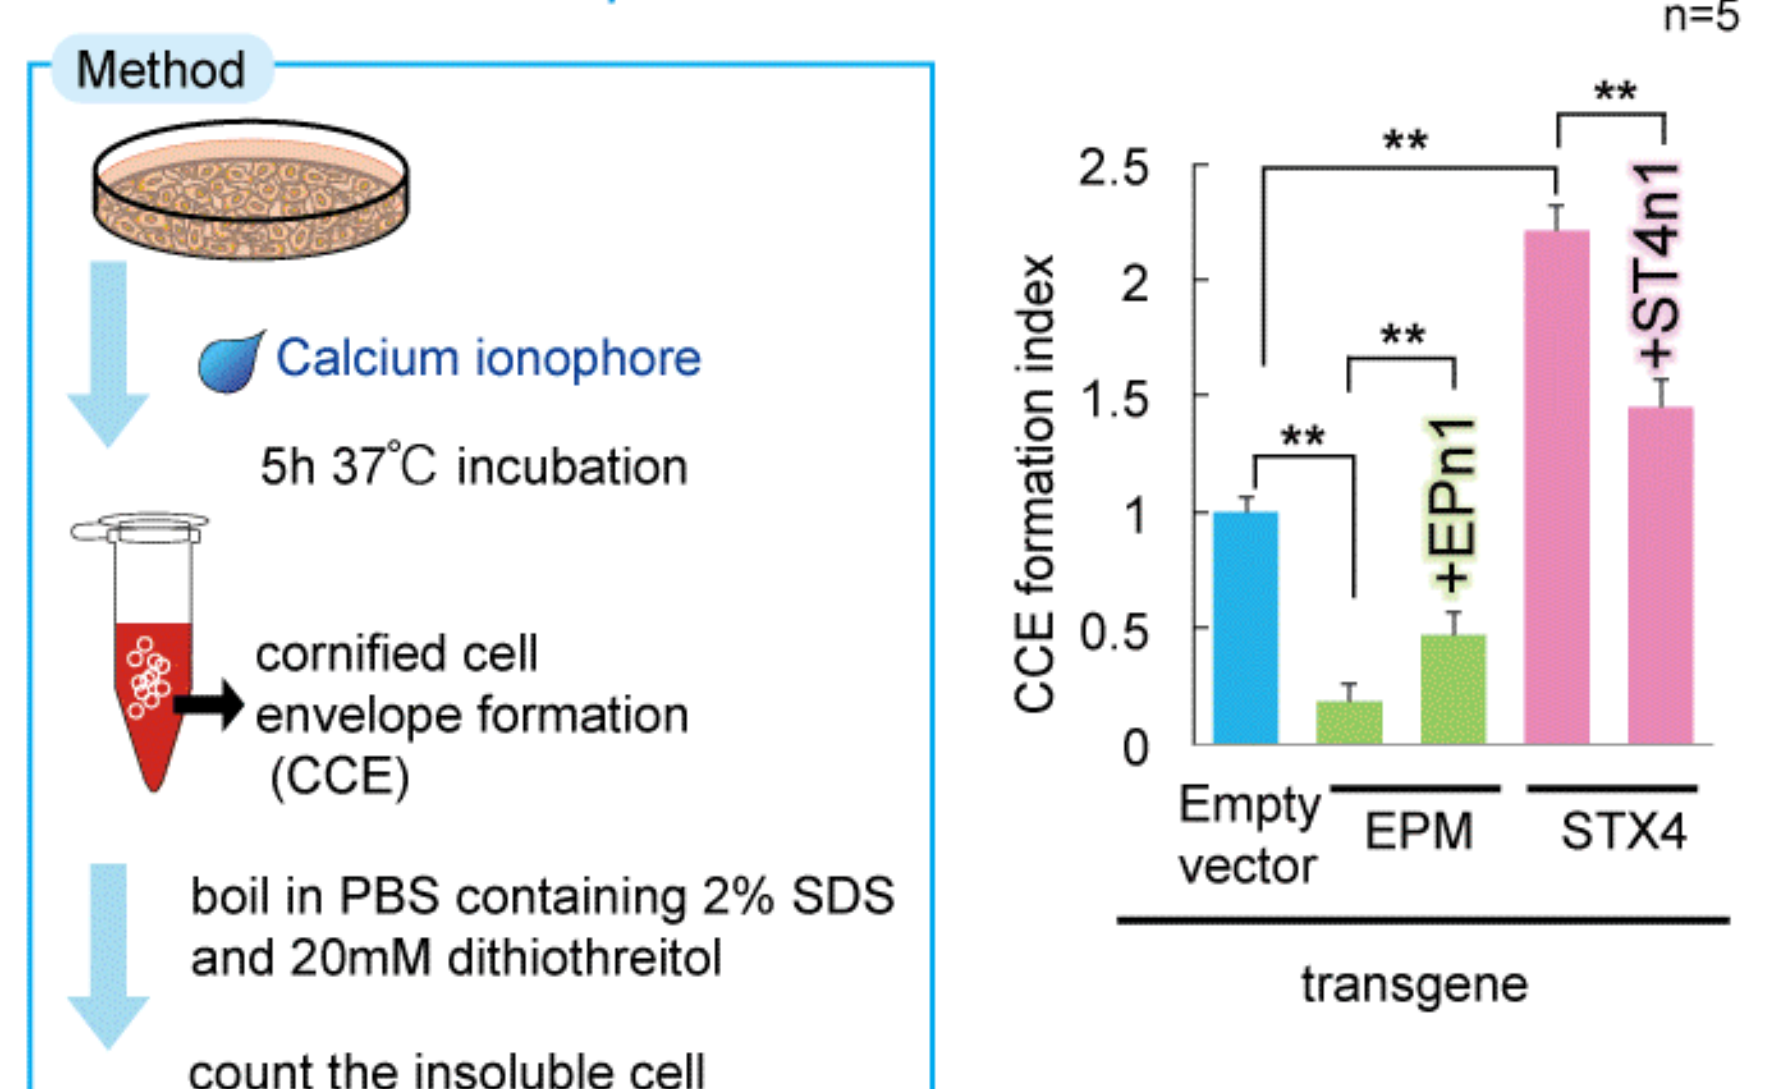 Method
Calcium ionophore
5h 37℃ incubation
cornified cell
envelope formation
(CCE)
boil in PBS containing 2% SDS
and 20mM dithiothreitol
count the insoluble cell
n=5
CCE formation index
2.5
2
1.5
1
0.5
0
**
**
**
**
+EPn1
+ST4n1
Empty
vector
EPM
STX4
transgene